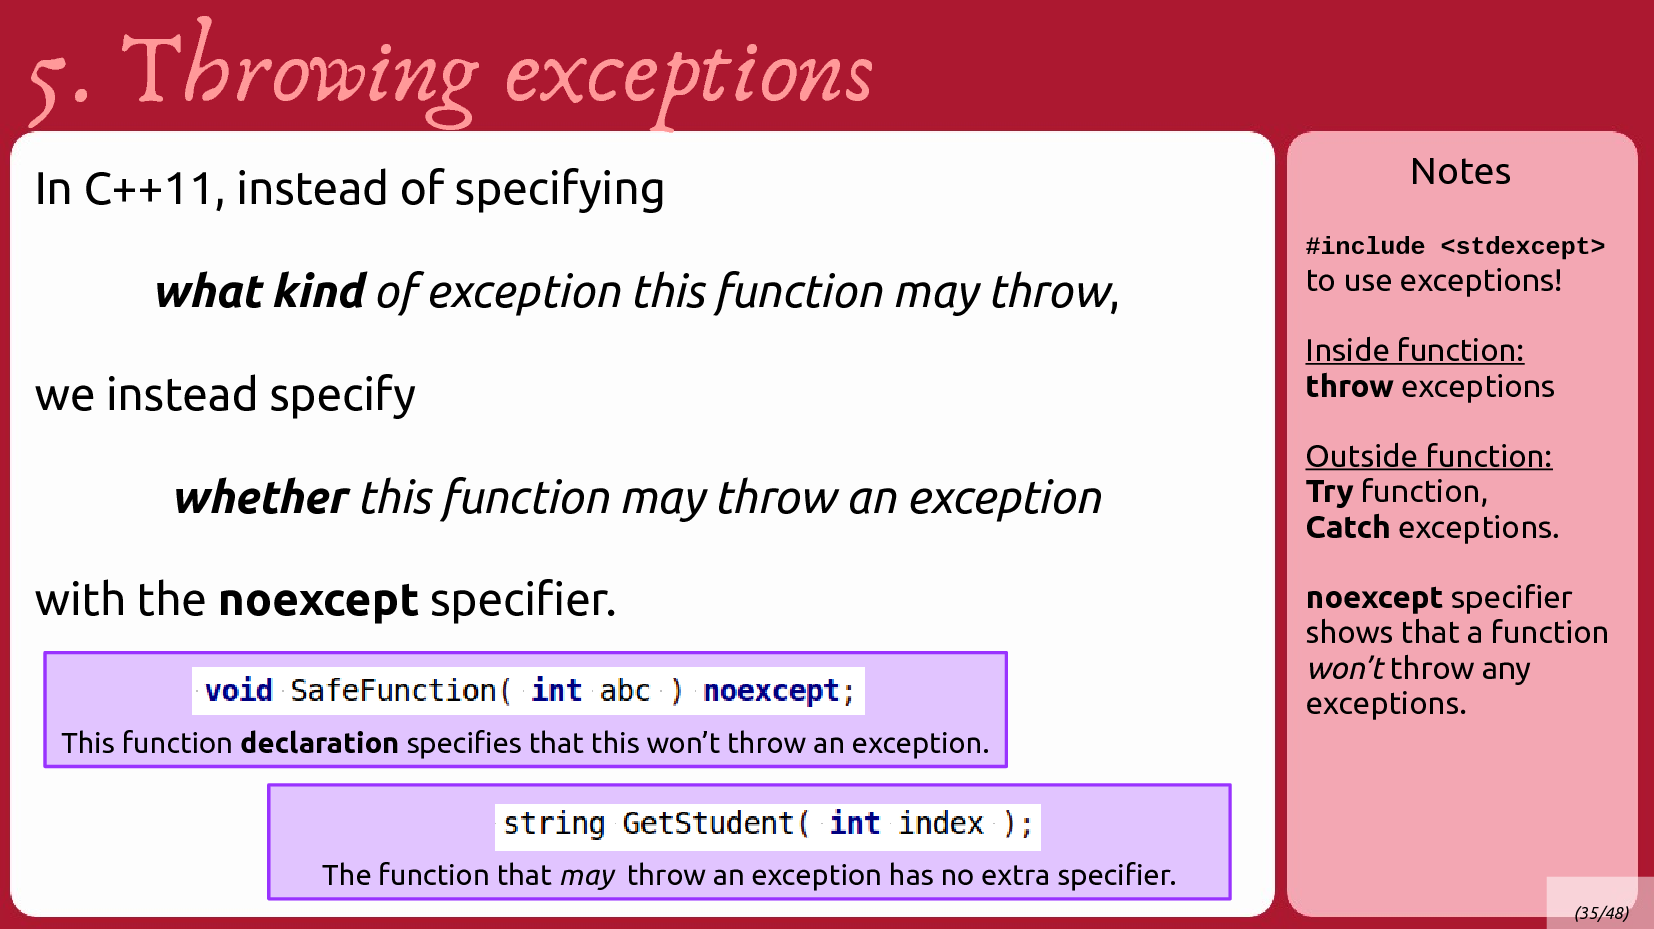 5. Throwing exceptions
In C++11, instead of specifying
what kind of exception this function may throw,
we instead specify
whether this function may throw an exception
with the noexcept specifier.
void SafeFunction( int abc ) noexcept;
This function declaration specifies that this won’t throw an exception.
string GetStudent( int index );
The function that may throw an exception has no extra specifier.
Notes
#include <stdexcept>
to use exceptions!
Inside function:
throw exceptions
Outside function:
Try function,
Catch exceptions.
noexcept specifier
shows that a function
won’t throw any
exceptions.
(35/48)